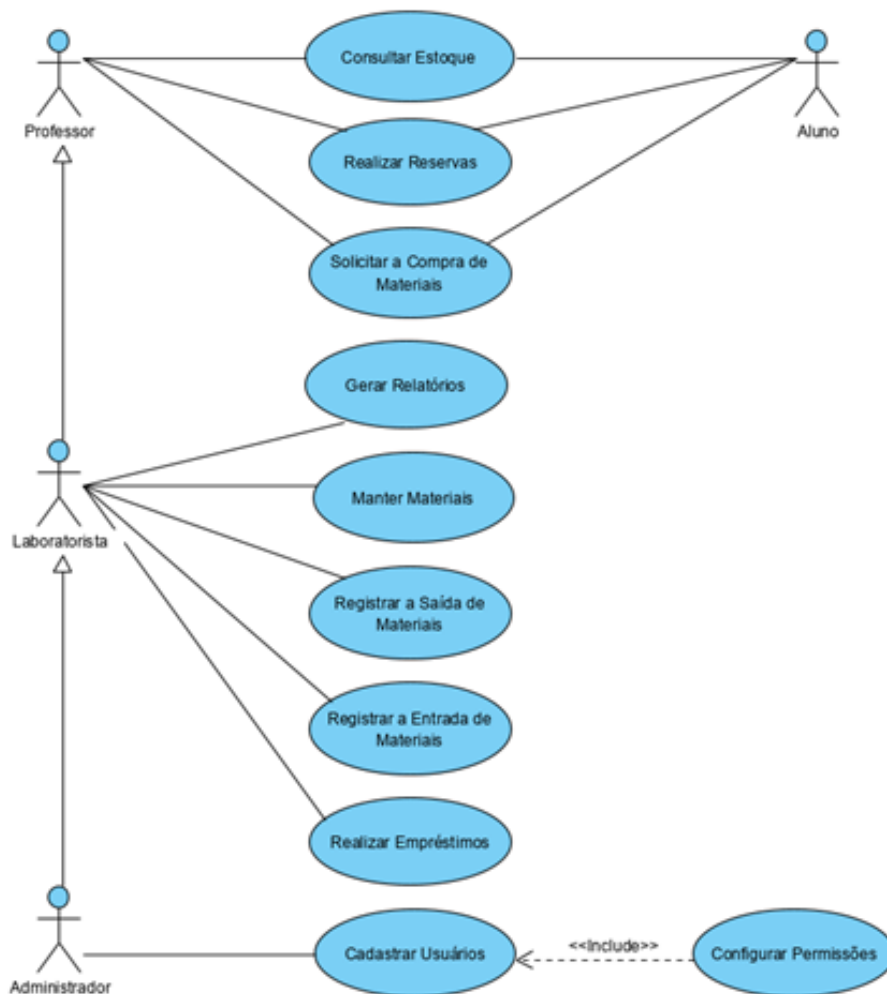 Consultar Estoque
Professor
Aluno
Realizar Reservas
Solicitar a Compra de
Materiais
Gerar Relatórios
Manter Materiais
Laboratorista
Registrar a Saída de
Materiais
Registrar a Entrada de
Materiais
Realizar Empréstimos
Cadastrar Usuários
<<Include>>
Configurar Permissões
Administrador